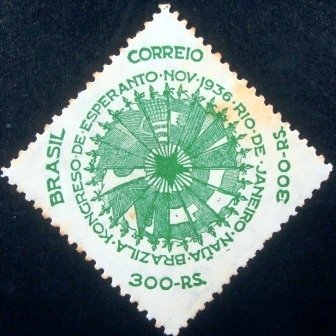 CORREIO
BRASIL
300-RS.
300-RS.
NAŬA·BRAZILA·KONGRESO·DE·ESPERANTO·NOV·1936·RIO·DE·JANEIRO·